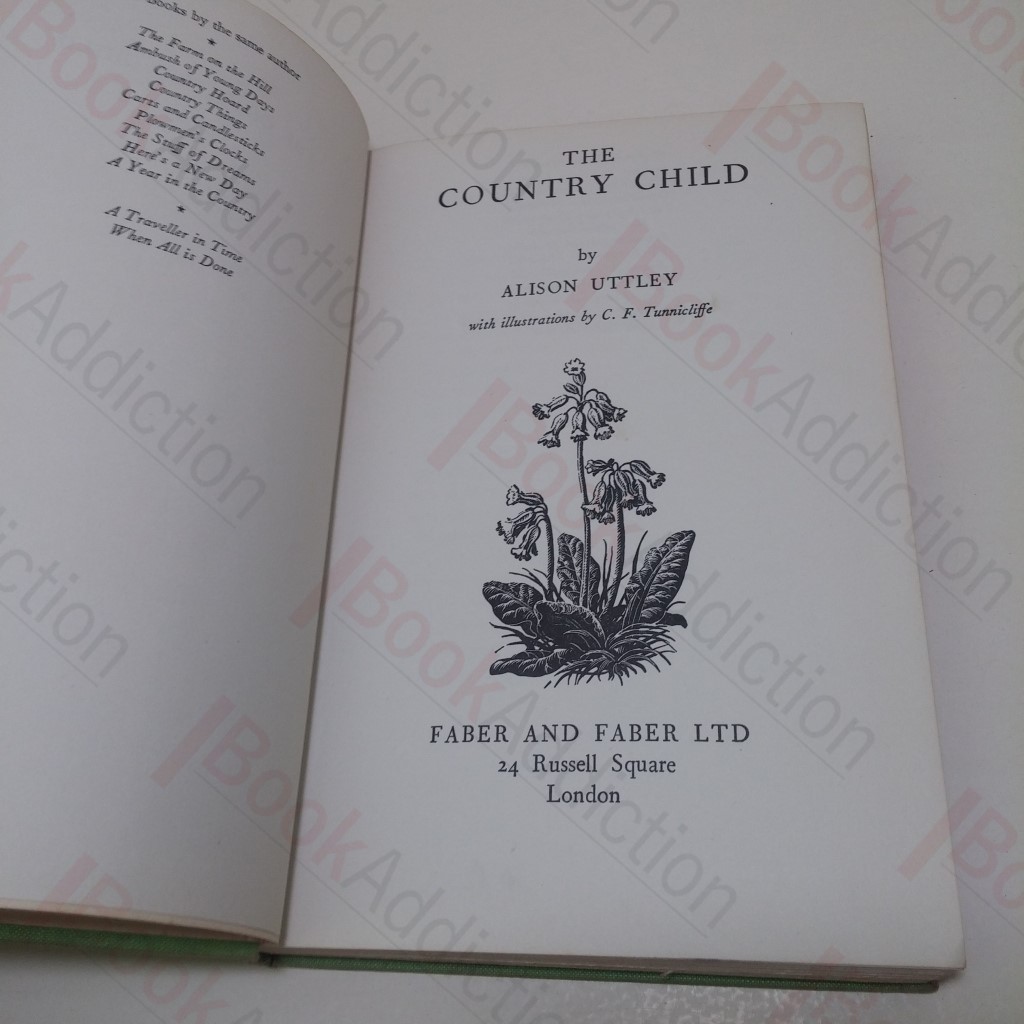 Books by the same author
*
The Farm on the Hill
Ambush of Young Days
Country Hoard
Country Things
Carts and Candlesticks
Plowmen's Clocks
The Stuff of Dreams
Here's a New Day
A Year in the Country
*
A Traveller in Time
When All is Done
THE
COUNTRY CHILD
by
ALISON UTTLEY
with illustrations by C. F. Tunnicliffe
FABER AND FABER LTD
24 Russell Square
London
BookAddiction